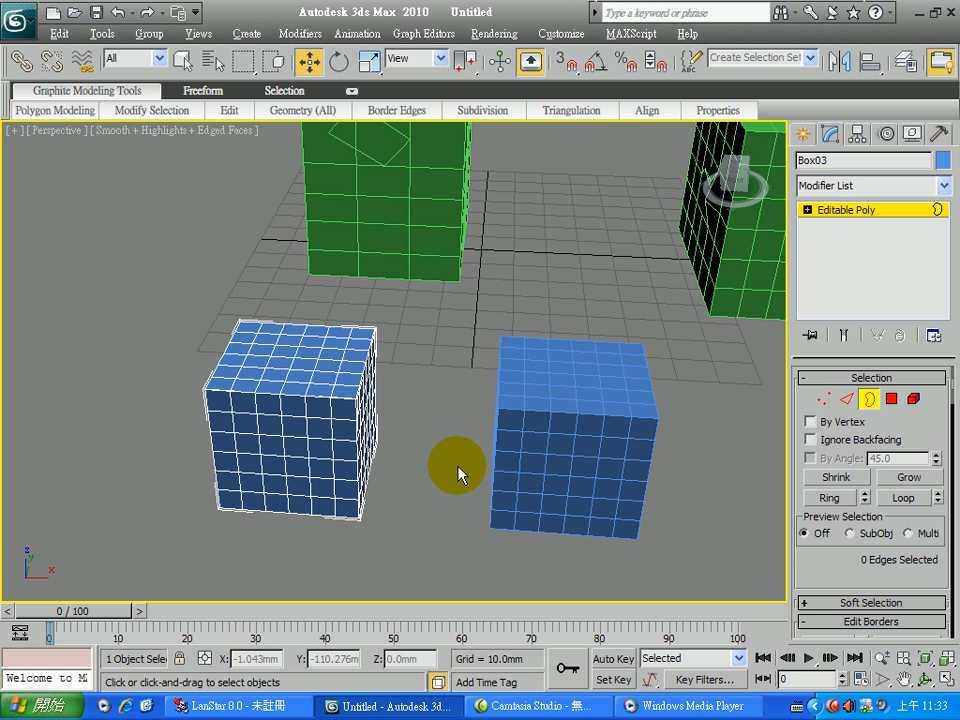 Autodesk 3ds Max 2010 Untitled
Type a keyword or phrase
Edit Tools Group Views Create Modifiers Animation Graph Editors Rendering Customize MAXScript Help
All
View
Create Selection Set
Graphite Modeling Tools Freeform Selection
Polygon Modeling Modify Selection Edit Geometry (All) Border Edges Subdivision Triangulation Align Properties
[ + ] [ Perspective ] [ Smooth + Highlights + Edged Faces ]
Box03
Modifier List
Editable Poly
Selection
By Vertex
Ignore Backfacing
By Angle: 45.0
Shrink Grow
Ring Loop
Preview Selection
Off SubObj Multi
0 Edges Selected
Soft Selection
Edit Borders
z
y
x
0 / 100
0 10 20 30 40 50 60 70 80 90 100
1 Object Selec X: -1.043mm Y: -110.276m Z: 0.0mm Grid = 10.0mm Auto Key Selected
Welcome to M Click or click-and-drag to select objects Add Time Tag Set Key Key Filters... 0
開始 LanStar 8.0 - 未註冊 Untitled - Autodesk 3d... Camtasia Studio - 無... Windows Media Player 上午 11:33